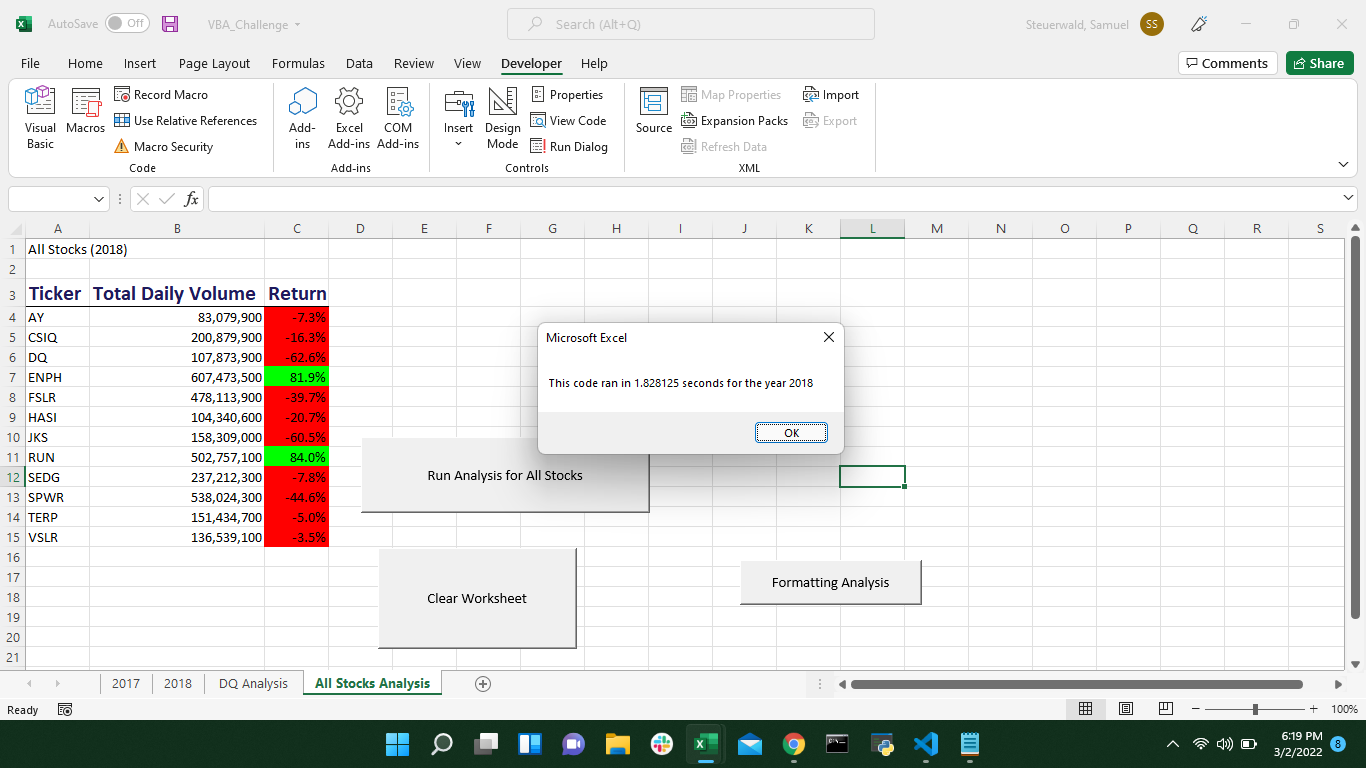 AutoSave Off VBA_Challenge Search (Alt+Q) Steuerwald, Samuel SS
File Home Insert Page Layout Formulas Data Review View Developer Help Comments Share
Visual Basic Macros Record Macro Use Relative References Macro Security Code
Add-ins Excel Add-ins COM Add-ins Add-ins
Insert Design Mode Properties View Code Run Dialog Controls
Source Map Properties Expansion Packs Refresh Data Import Export XML
fx
A B C D E F G H I J K L M N O P Q R S
1 All Stocks (2018)
2
3 Ticker Total Daily Volume Return
4 AY 83,079,900 -7.3%
5 CSIQ 200,879,900 -16.3%
6 DQ 107,873,900 -62.6%
7 ENPH 607,473,500 81.9%
8 FSLR 478,113,900 -39.7%
9 HASI 104,340,600 -20.7%
10 JKS 158,309,000 -60.5%
11 RUN 502,757,100 84.0%
12 SEDG 237,212,300 -7.8%
13 SPWR 538,024,300 -44.6%
14 TERP 151,434,700 -5.0%
15 VSLR 136,539,100 -3.5%
16
17
18
19
20
21
Microsoft Excel
This code ran in 1.828125 seconds for the year 2018
OK
Run Analysis for All Stocks
Clear Worksheet
Formatting Analysis
2017 2018 DQ Analysis All Stocks Analysis
Ready 100%
6:19 PM
3/2/2022 8